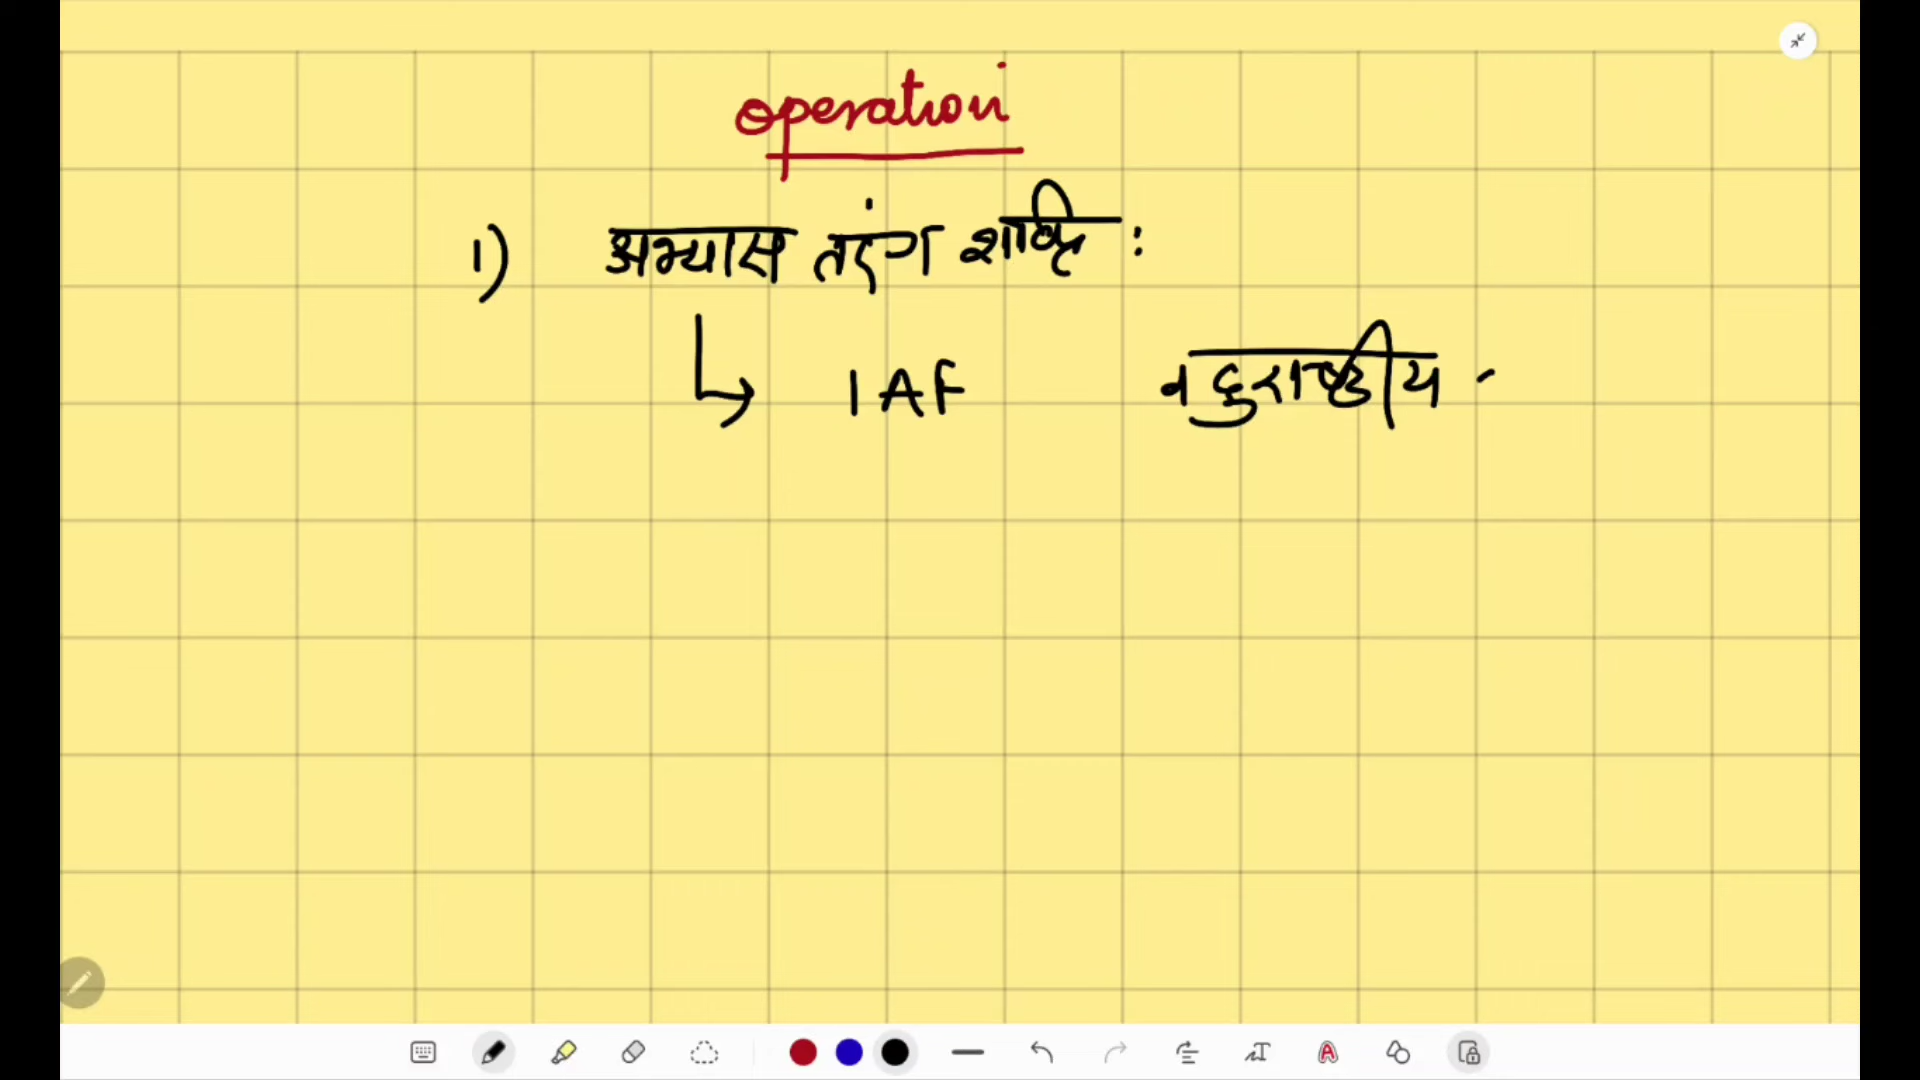 operation
1) अभ्यास तरंग शक्ति :
IAF बहुराष्ट्रीय -